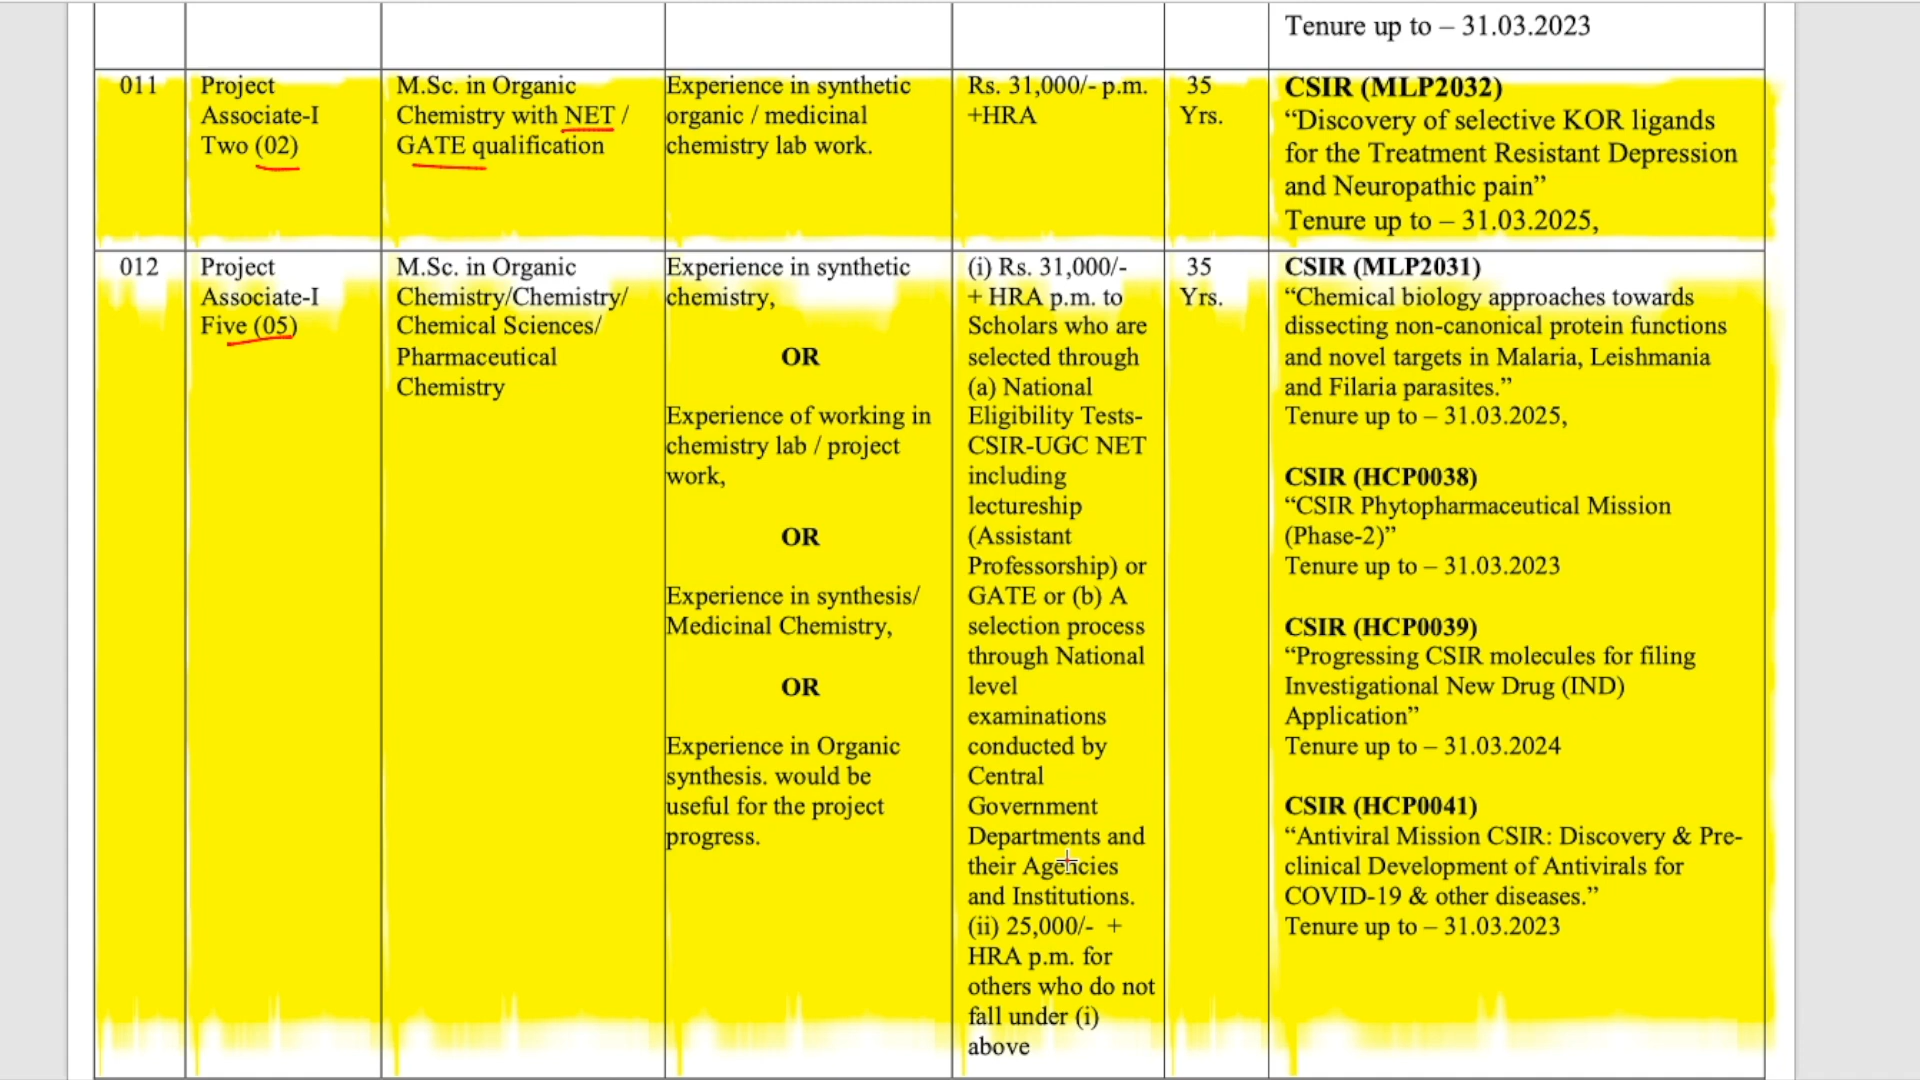 Tenure up to – 31.03.2023
011
Project
Associate-I
Two (02)
M.Sc. in Organic
Chemistry with NET /
GATE qualification
Experience in synthetic
organic / medicinal
chemistry lab work.
Rs. 31,000/- p.m.
+HRA
35
Yrs.
CSIR (MLP2032)
“Discovery of selective KOR ligands
for the Treatment Resistant Depression
and Neuropathic pain”
Tenure up to – 31.03.2025,
012
Project
Associate-I
Five (05)
M.Sc. in Organic
Chemistry/Chemistry/
Chemical Sciences/
Pharmaceutical
Chemistry
Experience in synthetic
chemistry,
OR
Experience of working in
chemistry lab / project
work,
OR
Experience in synthesis/
Medicinal Chemistry,
OR
Experience in Organic
synthesis. would be
useful for the project
progress.
(i) Rs. 31,000/-
+ HRA p.m. to
Scholars who are
selected through
(a) National
Eligibility Tests-
CSIR-UGC NET
including
lectureship
(Assistant
Professorship) or
GATE or (b) A
selection process
through National
level
examinations
conducted by
Central
Government
Departments and
their Agencies
and Institutions.
(ii) 25,000/- +
HRA p.m. for
others who do not
fall under (i)
above
35
Yrs.
CSIR (MLP2031)
“Chemical biology approaches towards
dissecting non-canonical protein functions
and novel targets in Malaria, Leishmania
and Filaria parasites.”
Tenure up to – 31.03.2025,
CSIR (HCP0038)
“CSIR Phytopharmaceutical Mission
(Phase-2)”
Tenure up to – 31.03.2023
CSIR (HCP0039)
“Progressing CSIR molecules for filing
Investigational New Drug (IND)
Application”
Tenure up to – 31.03.2024
CSIR (HCP0041)
“Antiviral Mission CSIR: Discovery & Pre-
clinical Development of Antivirals for
COVID-19 & other diseases.”
Tenure up to – 31.03.2023